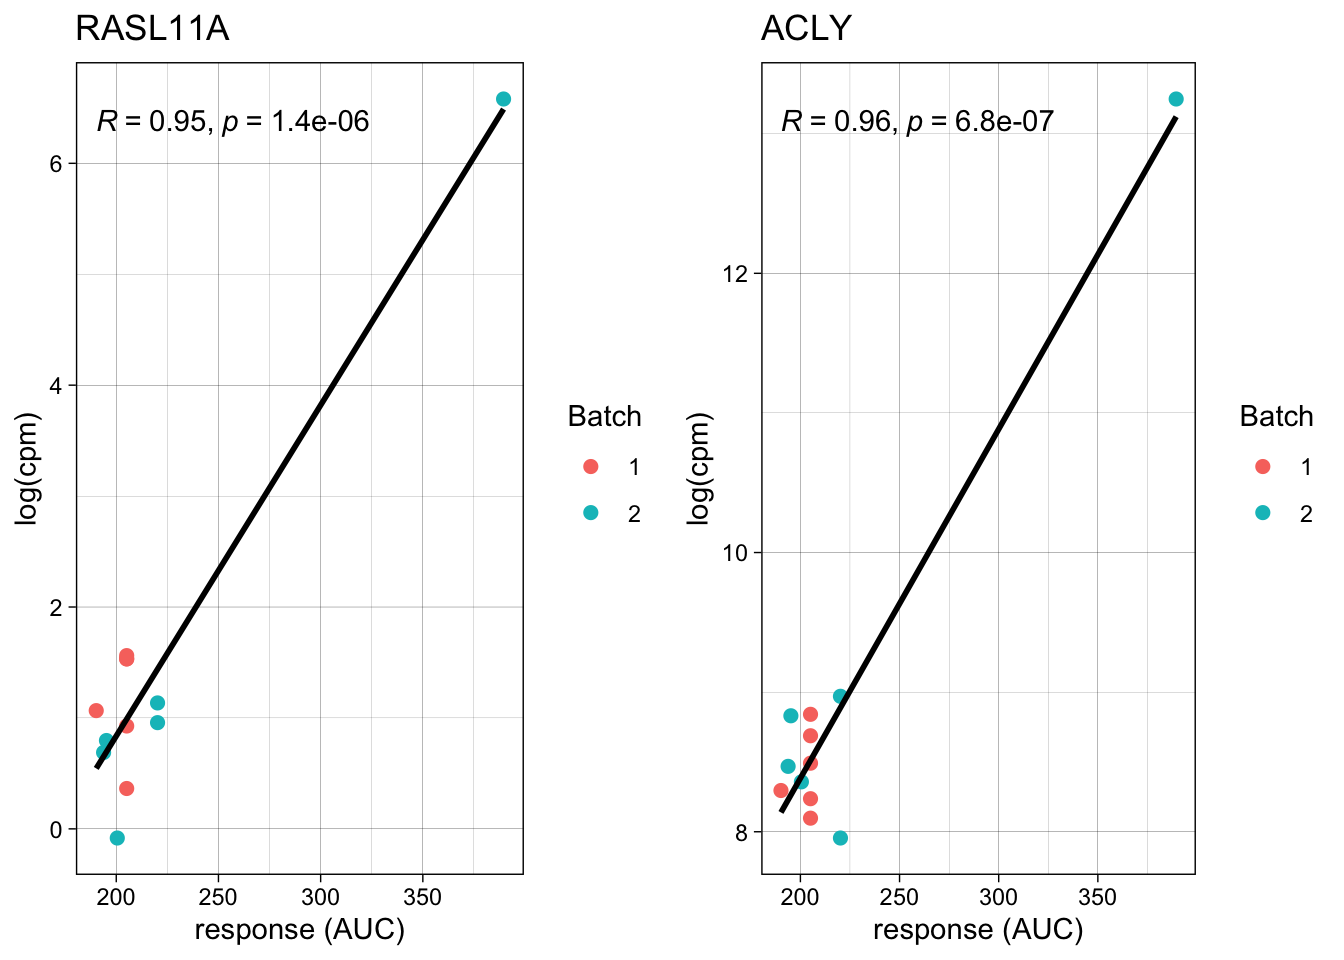 RASL11A
R = 0.95, p = 1.4e-06
6
4
2
0
log(cpm)
200 250 300 350
response (AUC)
Batch
1
2
ACLY
R = 0.96, p = 6.8e-07
12
10
8
log(cpm)
200 250 300 350
response (AUC)
Batch
1
2